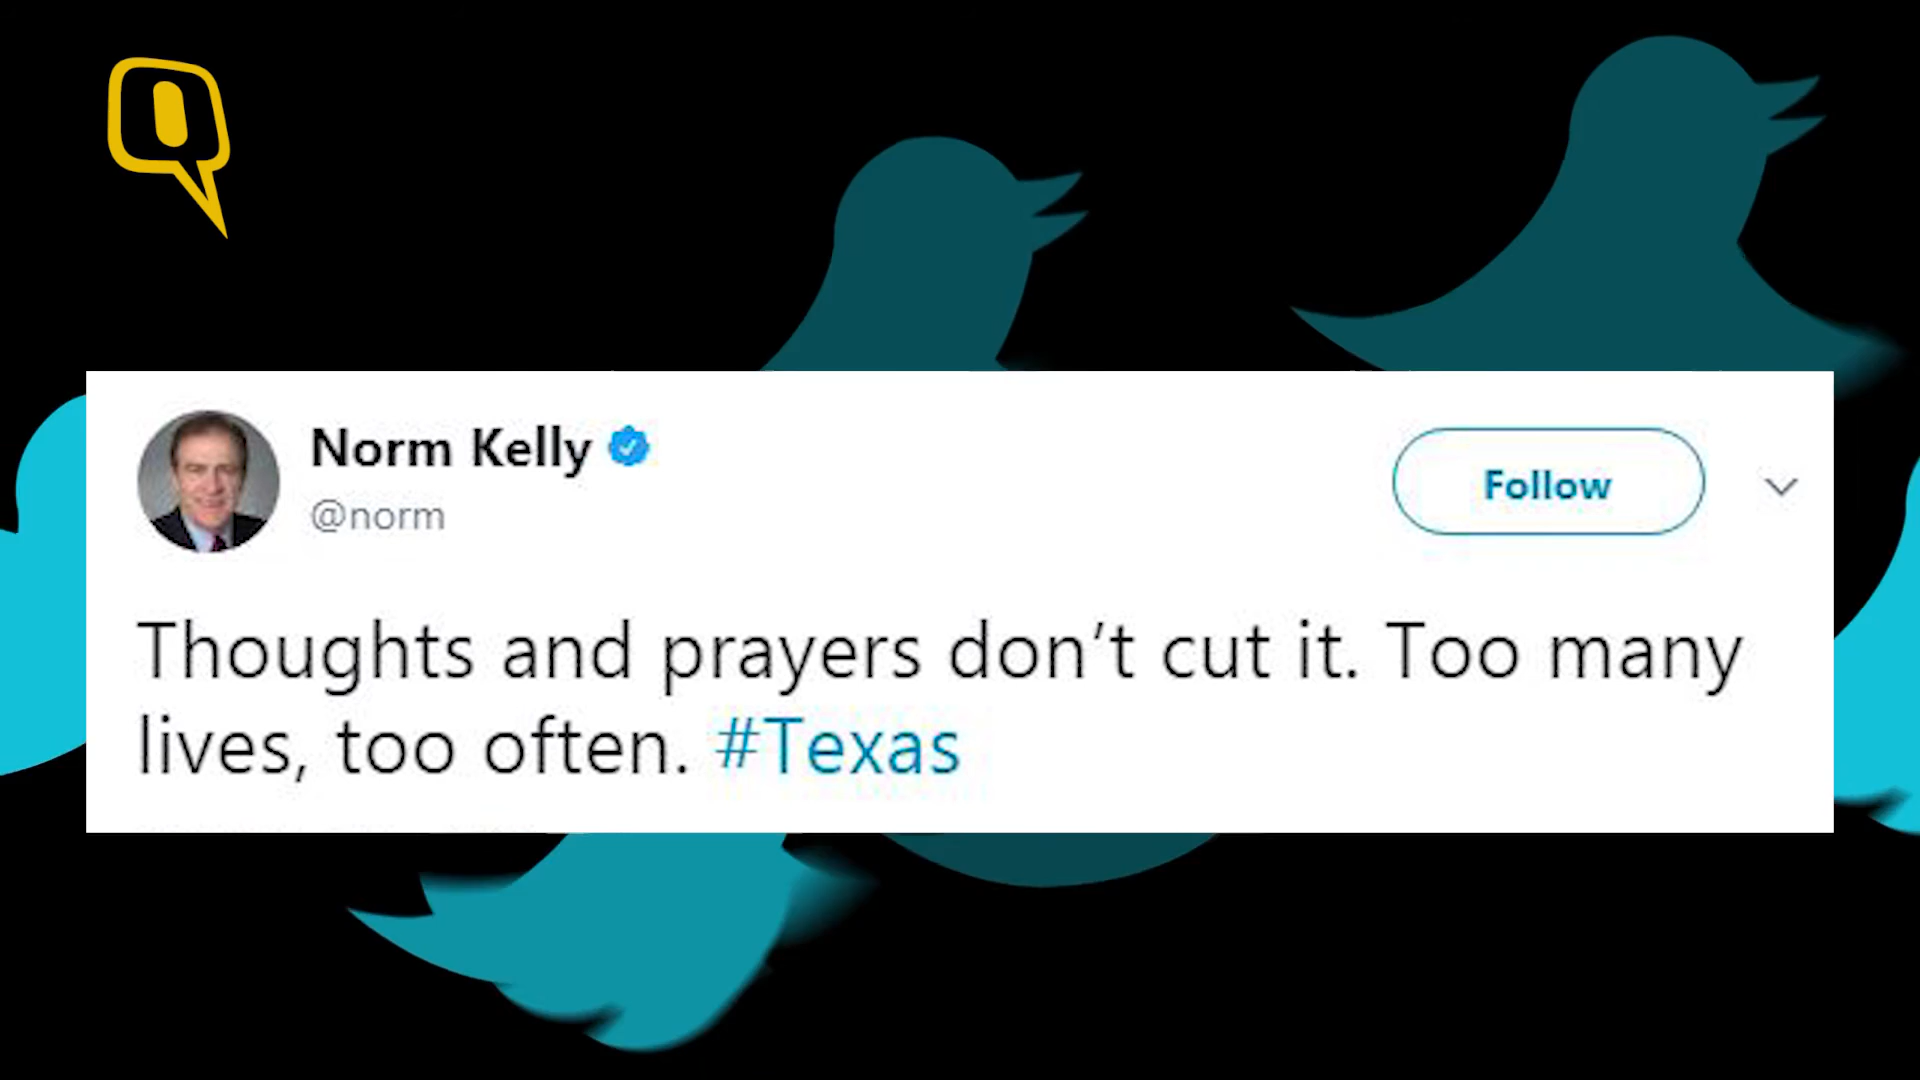 Norm Kelly
@norm
Follow
Thoughts and prayers don’t cut it. Too many
lives, too often. #Texas